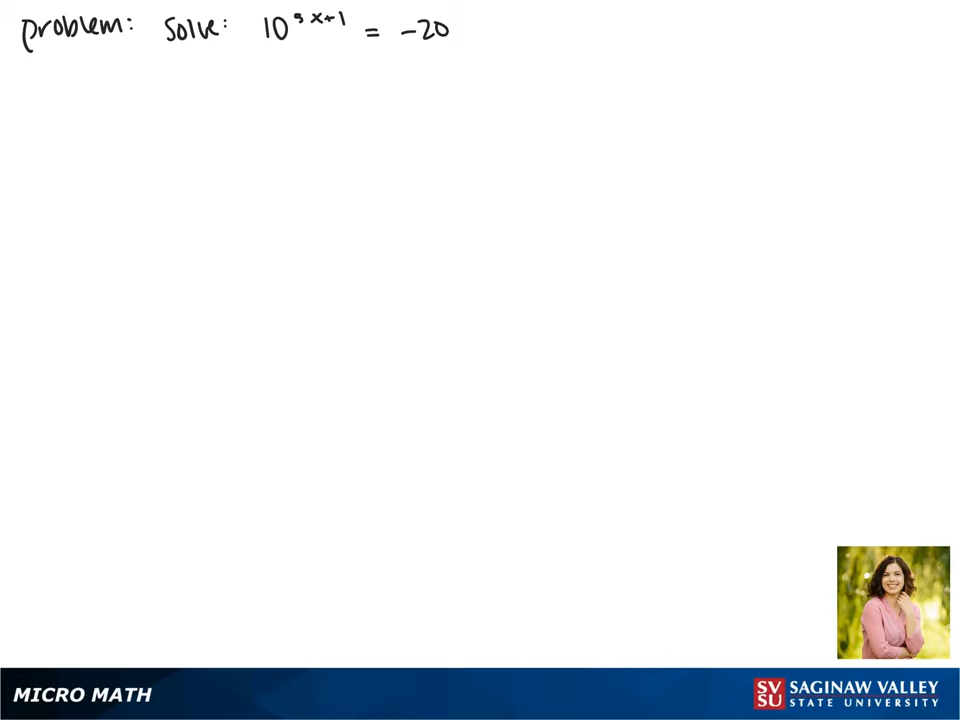 problem: Solve: 10^{3x+1} = -20
MICRO MATH
SV
SU
SAGINAW VALLEY
STATE UNIVERSITY